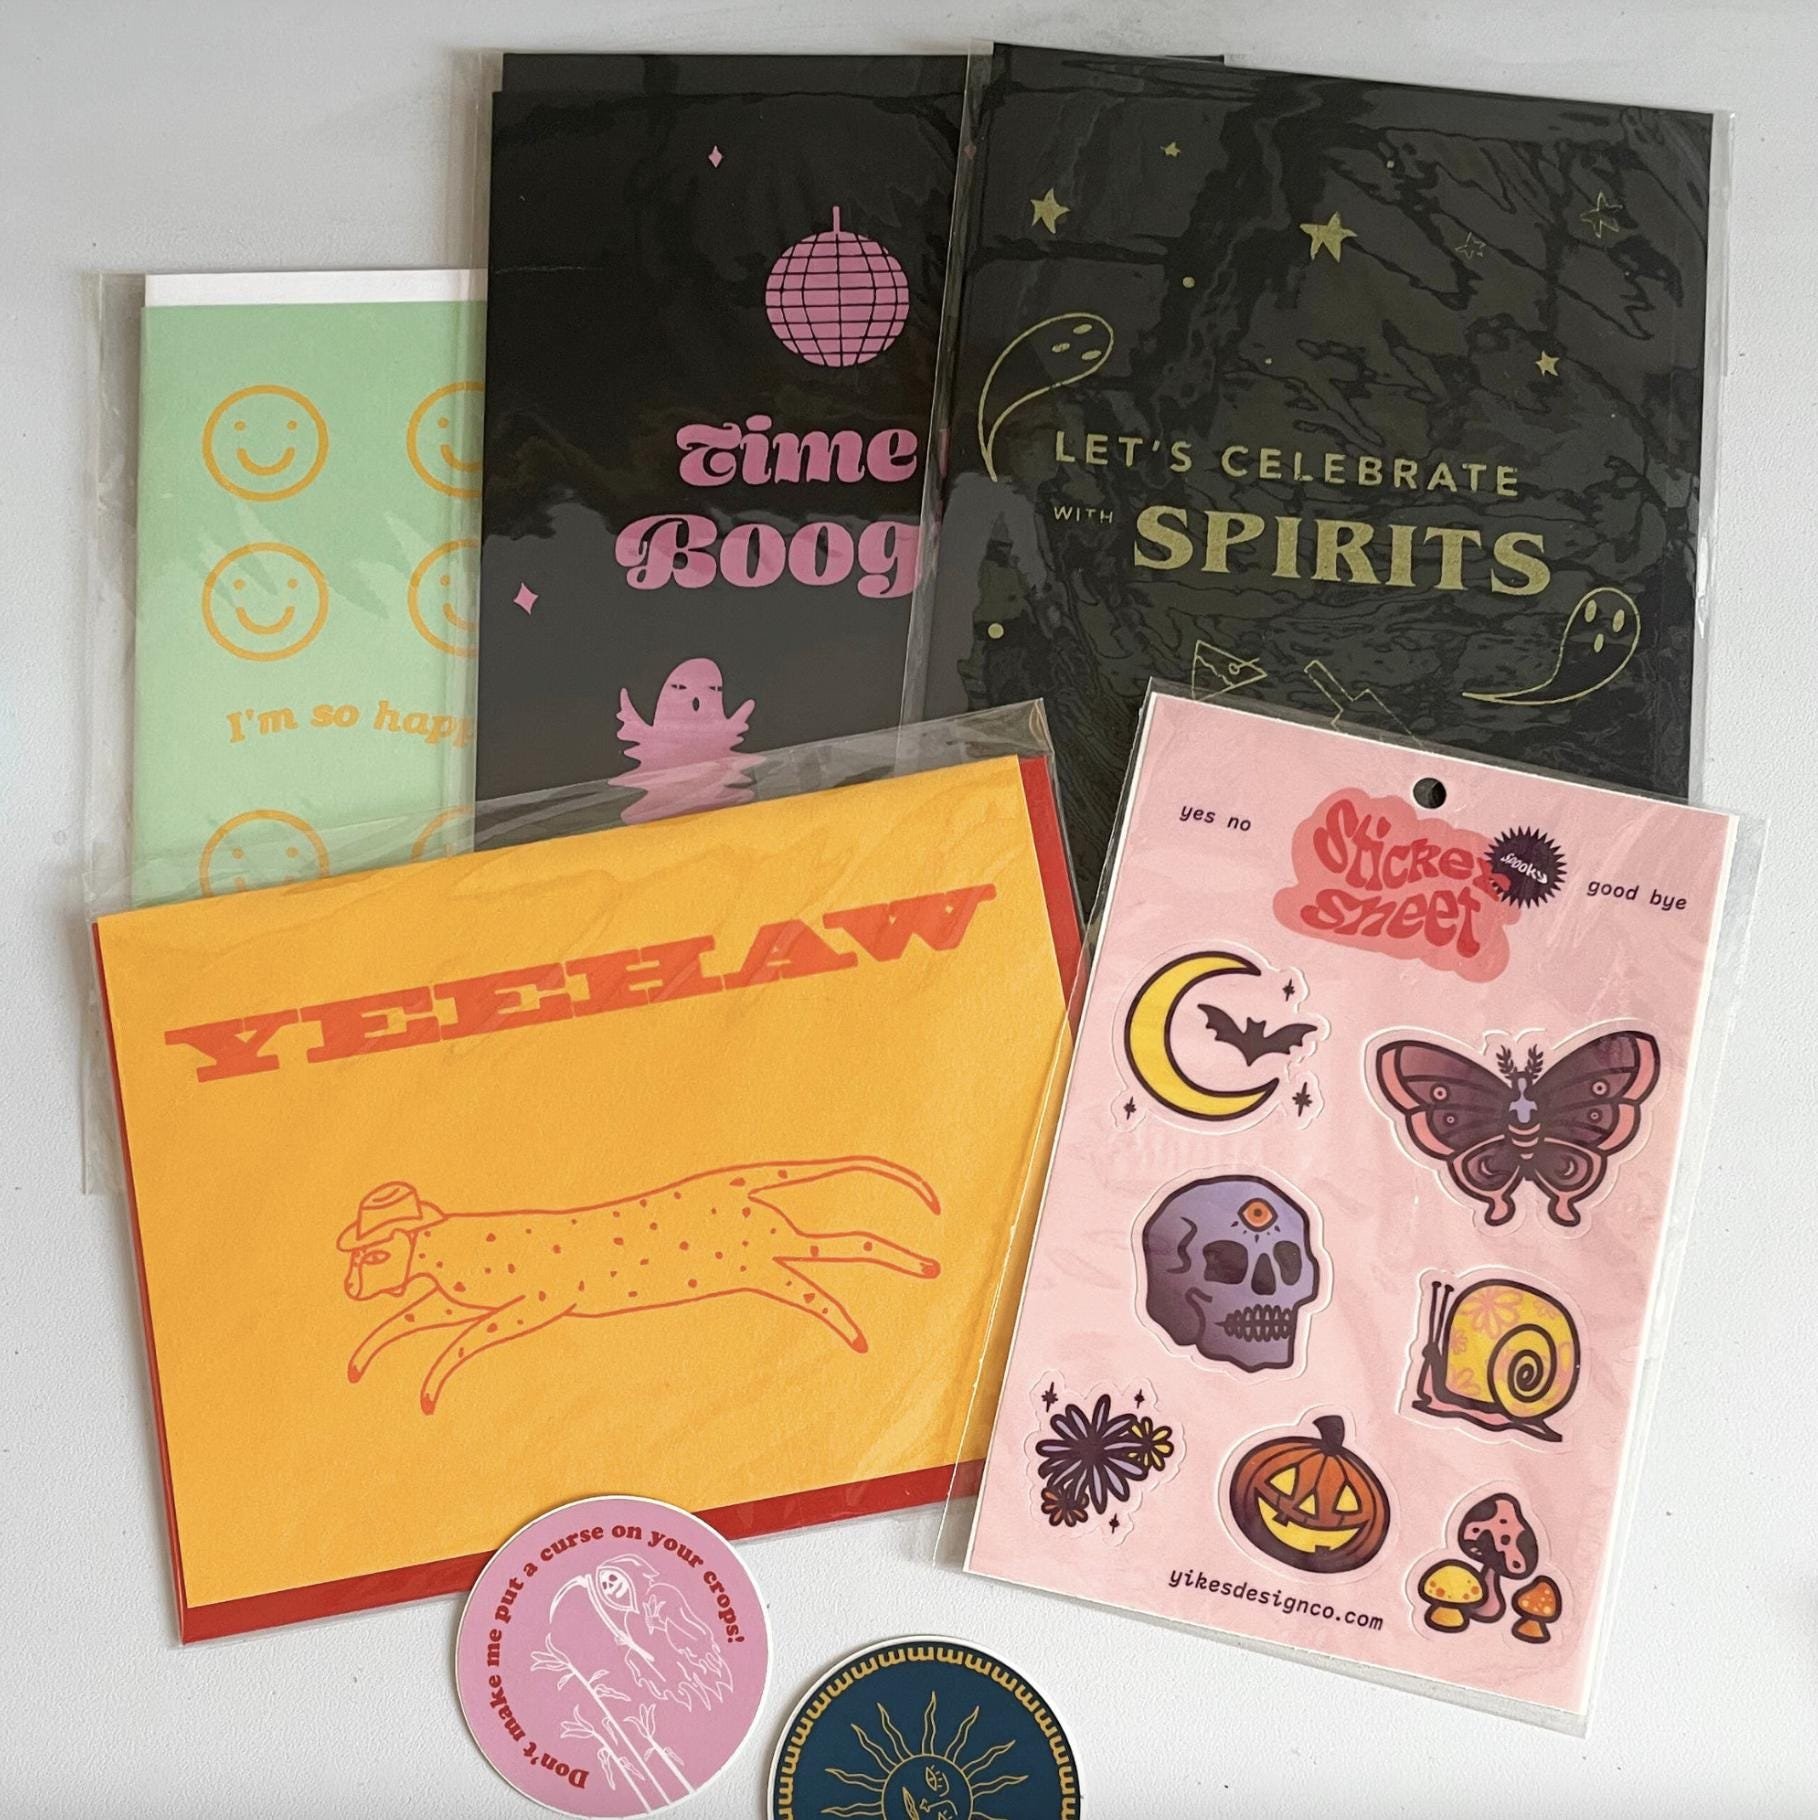 I'm so happ
Time
Boog
LET'S CELEBRATE
WITH SPIRITS
YEEHAW
yes no
Sticker
Sheet
spooky
good bye
yikesdesignco.com
Don't make me put a curse on your crops!